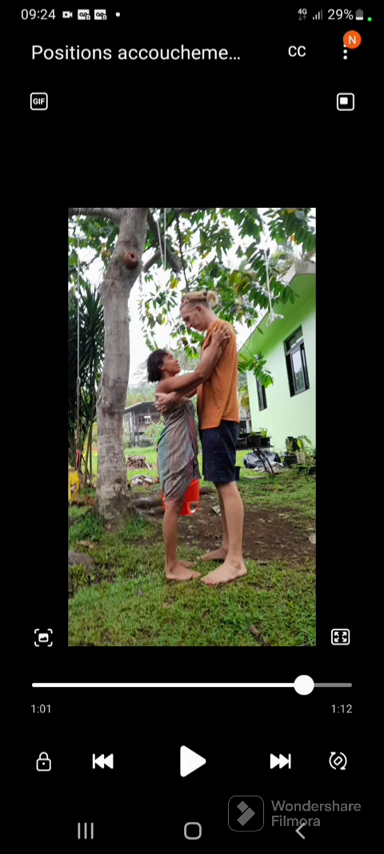 09:24
4G
29%
Positions accoucheme...
CC
N
GIF
1:01
1:12
Wondershare
Filmora